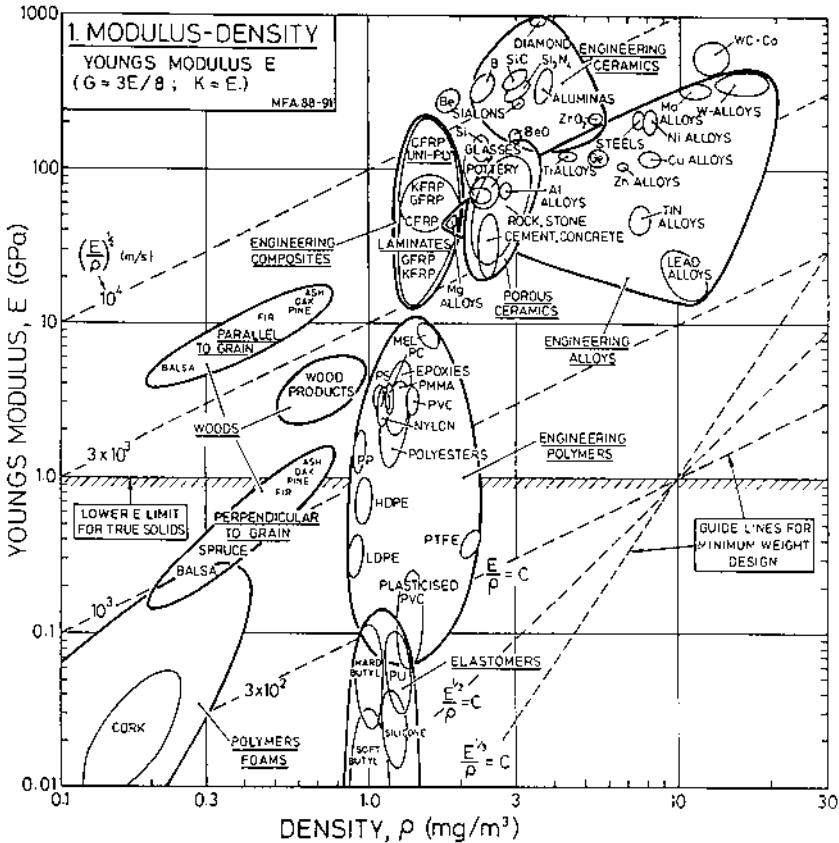 1. MODULUS-DENSITY
YOUNGS MODULUS E
(G ≈ 3E/8 ; K ≈ E.)
MFA.88-91
DIAMOND
B
SiC
Si₃N₄
ENGINEERING
CERAMICS
WC-Co
Be
SIALONS
ALUMINAS
Mo
ALLOYS
W-ALLOYS
ZrO₂
BeO
STEELS
Ni ALLOYS
Si
GLASSES
Cu ALLOYS
POTTERY
Ti ALLOYS
Ge
Zn ALLOYS
CFRP
UNI-PLY
KFRP
GFRP
CFRP
LAMINATES
GFRP
KFRP
Al
ALLOYS
ROCK, STONE
CEMENT, CONCRETE
TIN
ALLOYS
LEAD
ALLOYS
ENGINEERING
COMPOSITES
Mg
ALLOYS
POROUS
CERAMICS
ENGINEERING
ALLOYS
(E/ρ)^½ (m/s)
10⁴
ASH
OAK
PINE
FIR
PARALLEL
TO GRAIN
BALSA
WOOD
PRODUCTS
WOODS
MEL
PC
PS
EPOXIES
PMMA
PVC
NYLON
POLYESTERS
PP
HDPE
LDPE
PTFE
PLASTICISED
PVC
ENGINEERING
POLYMERS
3×10³
LOWER E LIMIT
FOR TRUE SOLIDS
ASH
OAK
PINE
FIR
PERPENDICULAR
TO GRAIN
SPRUCE
BALSA
GUIDE LINES FOR
MINIMUM WEIGHT
DESIGN
E/ρ = C
10³
3×10²
HARD
BUTYL
PU
ELASTOMERS
SILICONE
SOFT
BUTYL
E^½/ρ = C
E^⅓/ρ = C
CORK
POLYMERS
FOAMS
YOUNGS MODULUS, E (GPa)
1000
100
10
1.0
0.1
0.01
0.1
0.3
1.0
3
10
30
DENSITY, ρ (mg/m³)